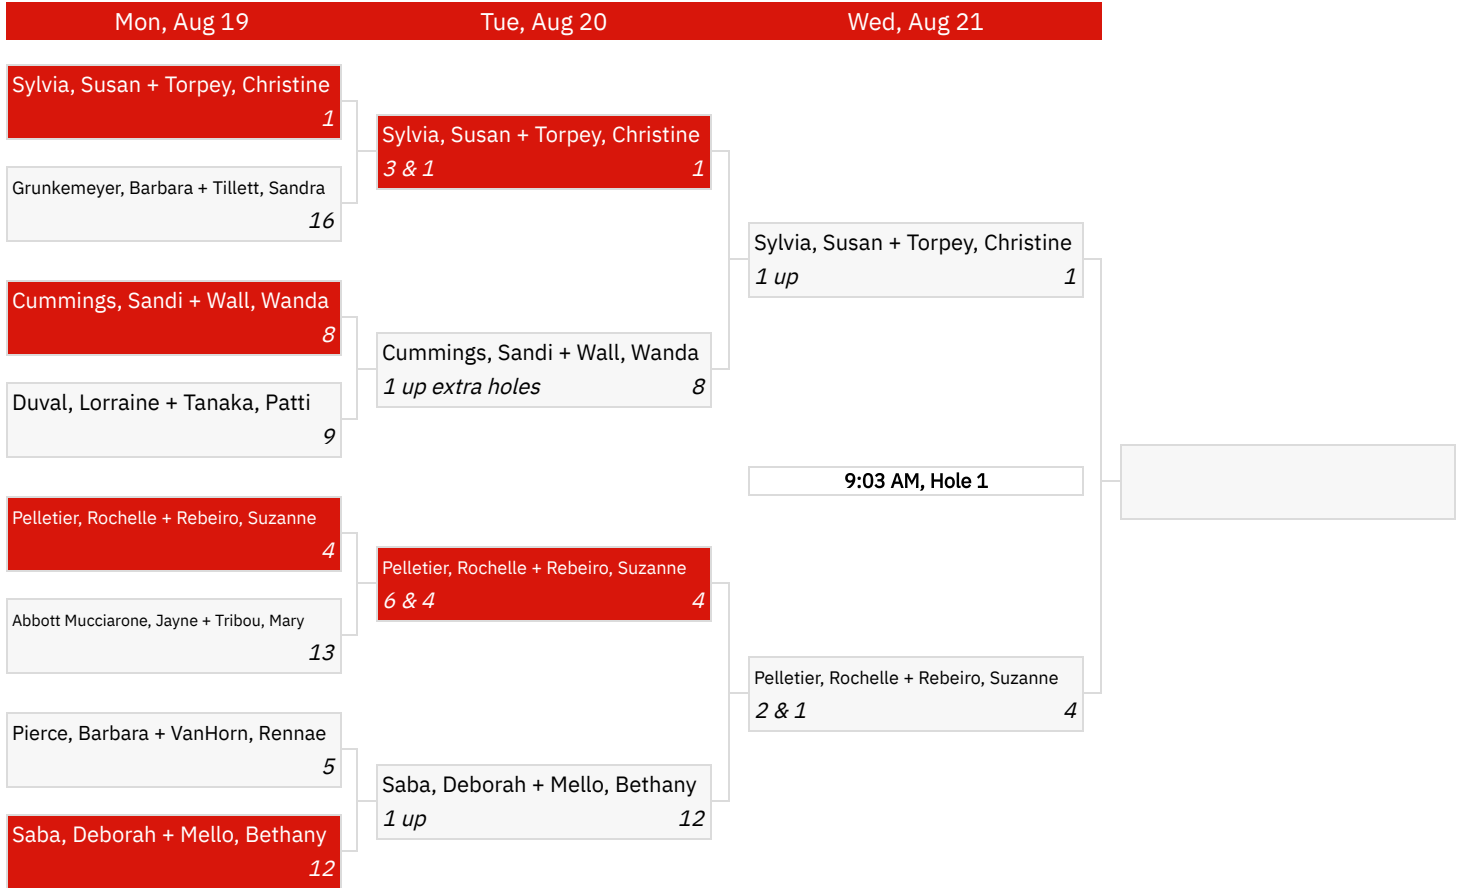 Mon, Aug 19
Tue, Aug 20
Wed, Aug 21
Sylvia, Susan + Torpey, Christine
1
Grunkemeyer, Barbara + Tillett, Sandra
16
Cummings, Sandi + Wall, Wanda
8
Duval, Lorraine + Tanaka, Patti
9
Pelletier, Rochelle + Rebeiro, Suzanne
4
Abbott Mucciarone, Jayne + Tribou, Mary
13
Pierce, Barbara + VanHorn, Rennae
5
Saba, Deborah + Mello, Bethany
12
Sylvia, Susan + Torpey, Christine
3 & 1 1
Cummings, Sandi + Wall, Wanda
1 up extra holes 8
Pelletier, Rochelle + Rebeiro, Suzanne
6 & 4 4
Saba, Deborah + Mello, Bethany
1 up 12
Sylvia, Susan + Torpey, Christine
1 up 1
9:03 AM, Hole 1
Pelletier, Rochelle + Rebeiro, Suzanne
2 & 1 4